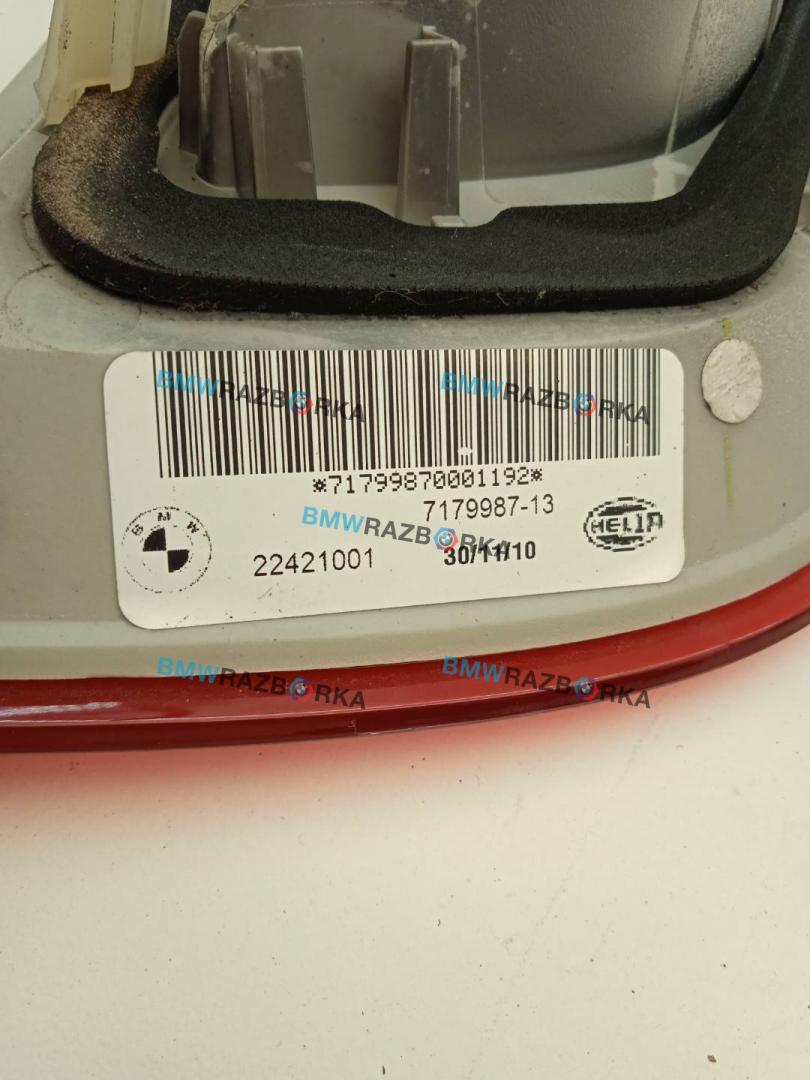 BMWRAZBORKA BMWRAZBORKA
*71799870001192*
7179987-13
BMW
HELLA
BMWRAZBORKA
22421001
30/11/10
BMWRAZBORKA BMWRAZBORKA